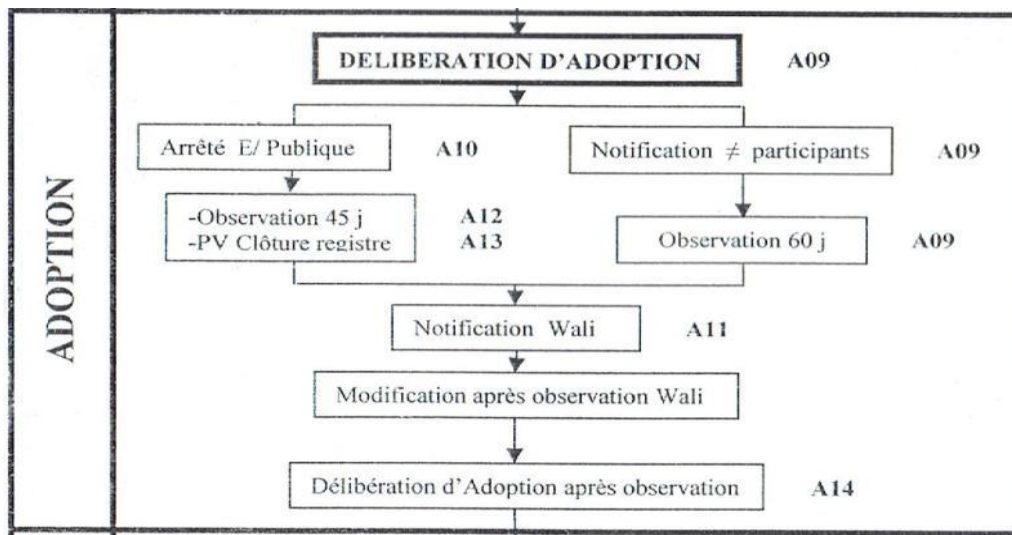 ADOPTION
DELIBERATION D'ADOPTION A09
Arrêté E/ Publique A10
Notification ≠ participants A09
-Observation 45 j A12
-PV Clôture registre A13
Observation 60 j A09
Notification Wali A11
Modification après observation Wali
Délibération d'Adoption après observation A14